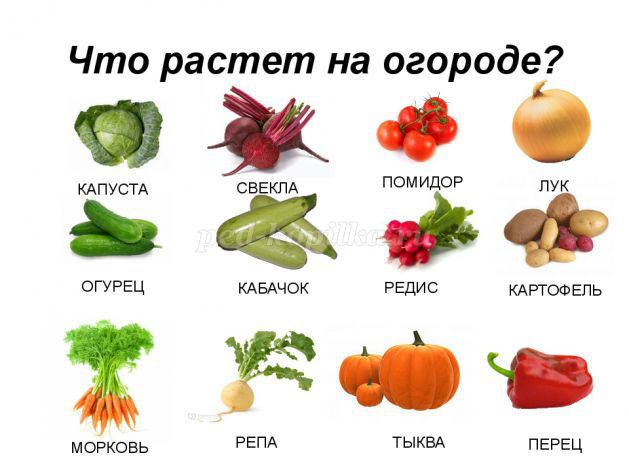 Что растет на огороде?
КАПУСТА СВЕКЛА ПОМИДОР ЛУК
ОГУРЕЦ КАБАЧОК РЕДИС КАРТОФЕЛЬ
МОРКОВЬ РЕПА ТЫКВА ПЕРЕЦ